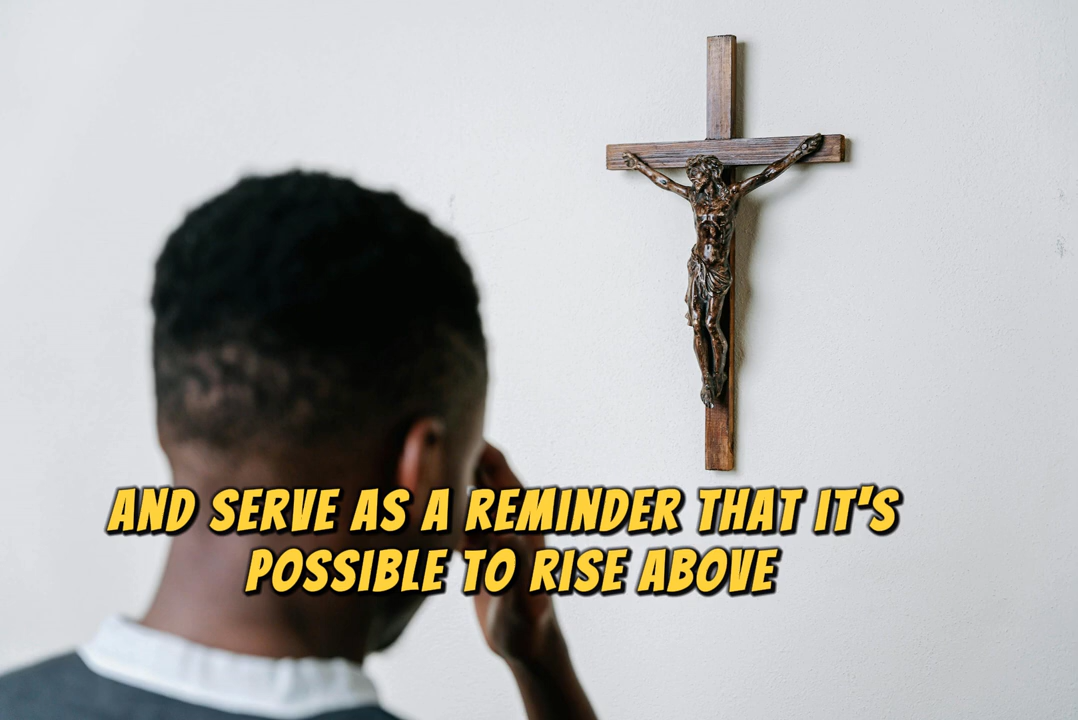 AND SERVE AS A REMINDER THAT IT'S
POSSIBLE TO RISE ABOVE